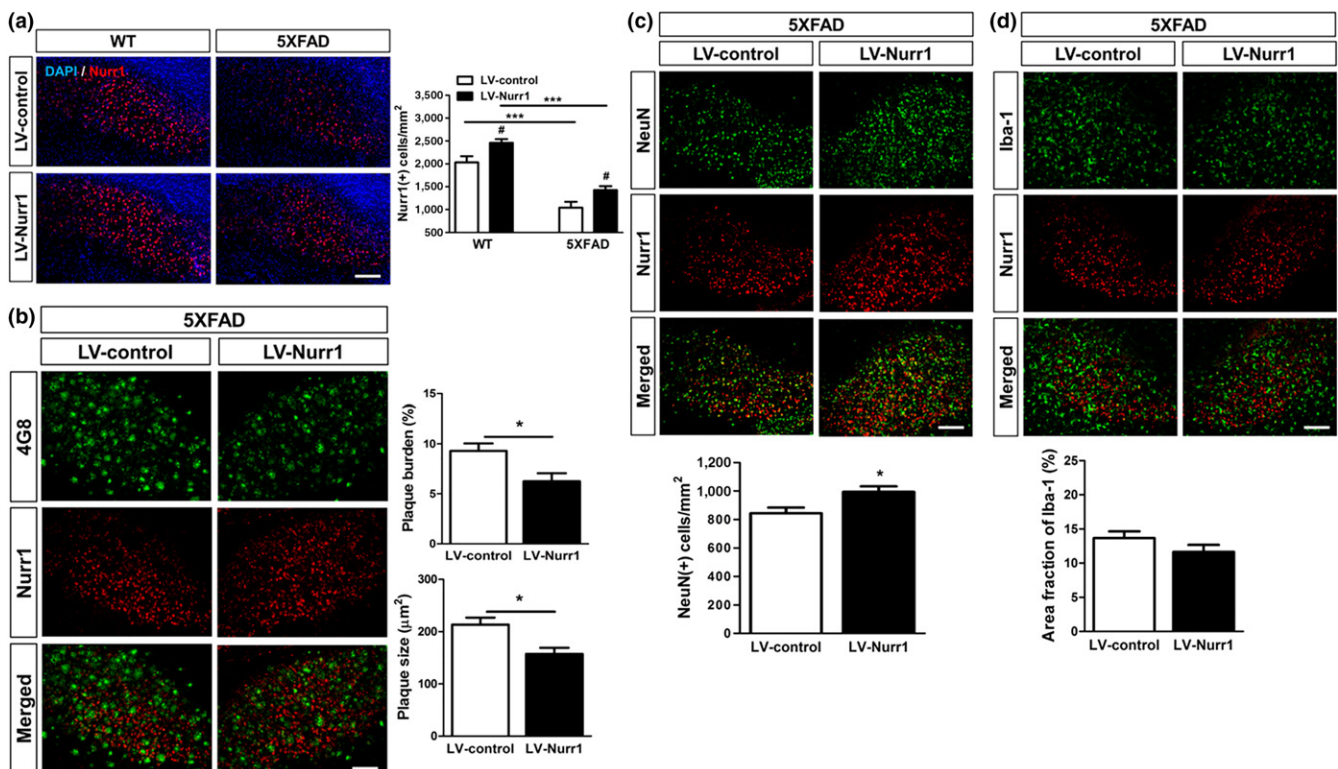 (a)
WT 5XFAD
DAPI / Nurr1
LV-control
LV-Nurr1
LV-control
LV-Nurr1
Nurr1(+) cells/mm²
3,500
3,000
2,500
2,000
1,500
1,000
500
***
***
#
#
WT 5XFAD
(b)
5XFAD
LV-control LV-Nurr1
4G8
Nurr1
Merged
Plaque burden (%)
15
10
5
0
*
LV-control LV-Nurr1
Plaque size (μm²)
300
200
100
0
*
LV-control LV-Nurr1
(c)
5XFAD
LV-control LV-Nurr1
NeuN
Nurr1
Merged
NeuN(+) cells/mm²
1,200
1,000
800
600
400
200
0
*
LV-control LV-Nurr1
(d)
5XFAD
LV-control LV-Nurr1
Iba-1
Nurr1
Merged
Area fraction of Iba-1 (%)
25
20
15
10
5
0
LV-control LV-Nurr1